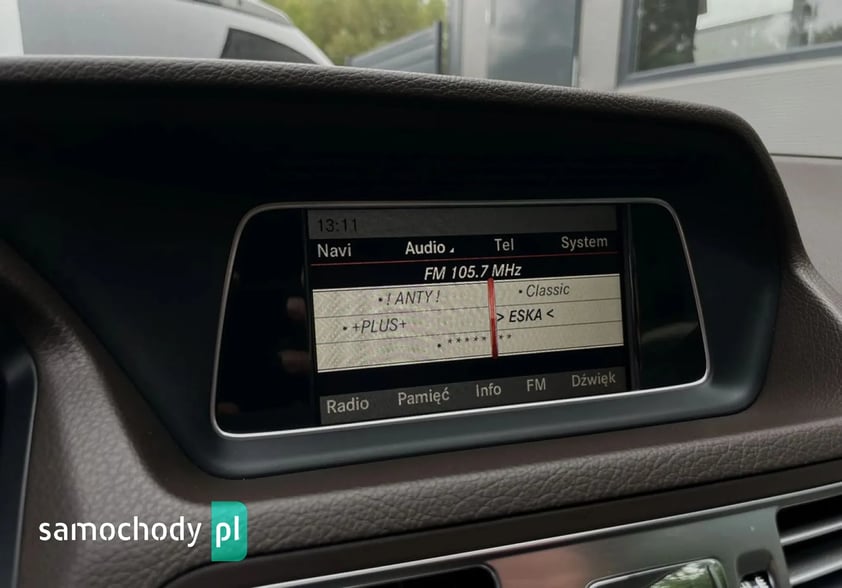 13:11
Navi Audio Tel System
FM 105.7 MHz
• ! ANTY ! • Classic
• +PLUS+ > ESKA <
Radio Pamięć Info FM Dźwięk
samochody pl